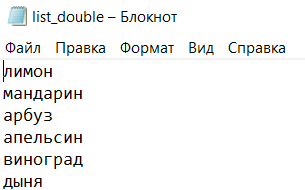 list_double – Блокнот
Файл Правка Формат Вид Справка
лимон
мандарин
арбуз
апельсин
виноград
дыня